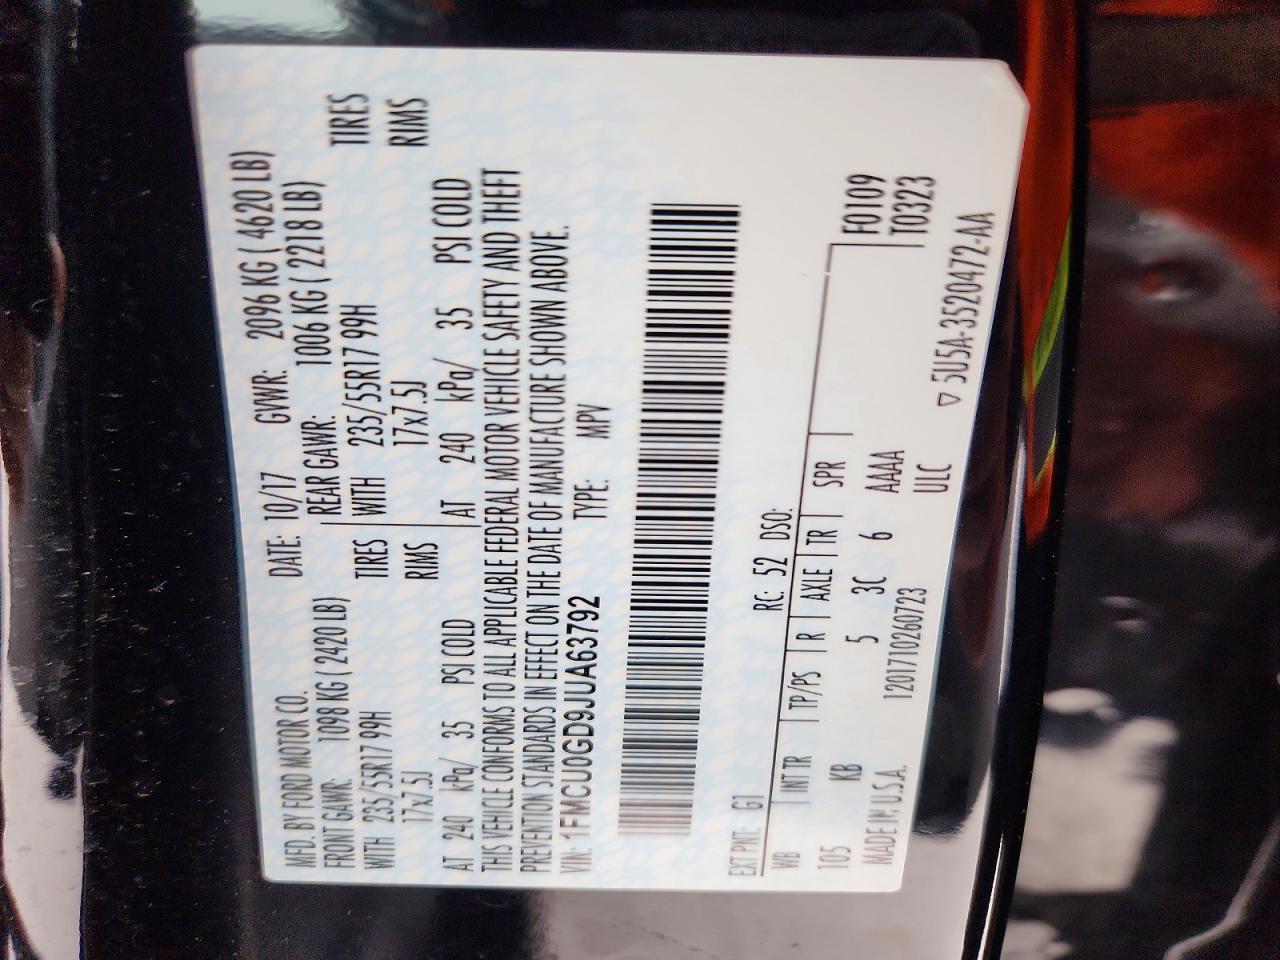 MFD. BY FORD MOTOR CO. DATE: 10/17 GVWR: 2096 KG ( 4620 LB)
FRONT GAWR: 1098 KG ( 2420 LB) REAR GAWR: 1006 KG ( 2218 LB)
WITH 235/55R17 99H TIRES WITH 235/55R17 99H TIRES
17x7.5J RIMS 17x7.5J RIMS
AT 240 kPa/ 35 PSI COLD AT 240 kPa/ 35 PSI COLD
THIS VEHICLE CONFORMS TO ALL APPLICABLE FEDERAL MOTOR VEHICLE SAFETY AND THEFT
PREVENTION STANDARDS IN EFFECT ON THE DATE OF MANUFACTURE SHOWN ABOVE.
VIN: 1FMCU0GD9JUA63792 TYPE: MPV
EXT PNT: G1 RC: 52 DSO:
WB INT TR TP/PS R AXLE TR SPR F0109
105 KB 5 3C 6 AAAA T0323
MADE IN U.S.A. 1201710260723 ULC
▽ 5U5A-3520472-AA